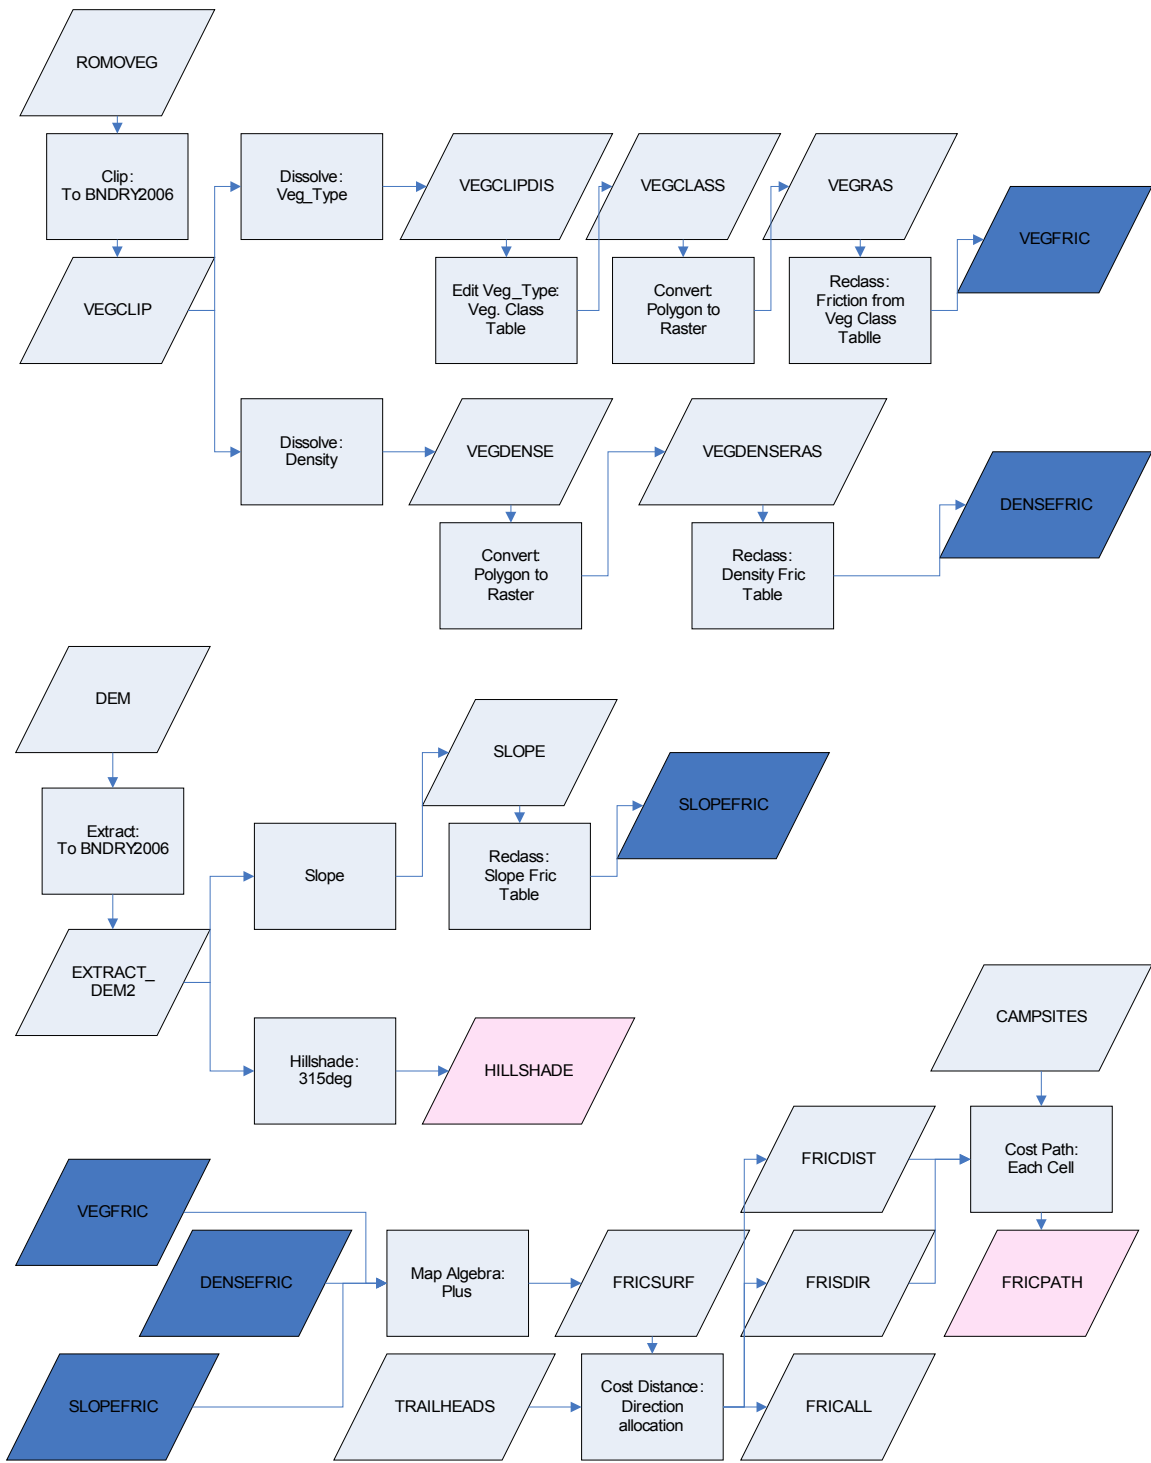 ROMOVEG
Clip:
To BNDRY2006
Dissolve:
Veg_Type
VEGCLIPDIS
VEGCLASS
VEGRAS
VEGFRIC
VEGCLIP
Edit Veg_Type:
Veg. Class
Table
Convert:
Polygon to
Raster
Reclass:
Friction from
Veg Class
Tablle
Dissolve:
Density
VEGDENSE
VEGDENSERAS
DENSEFRIC
Convert:
Polygon to
Raster
Reclass:
Density Fric
Table
DEM
SLOPE
SLOPEFRIC
Extract:
To BNDRY2006
Slope
Reclass:
Slope Fric
Table
EXTRACT_
DEM2
CAMPSITES
Hillshade:
315deg
HILLSHADE
FRICDIST
Cost Path:
Each Cell
VEGFRIC
DENSEFRIC
Map Algebra:
Plus
FRICSURF
FRISDIR
FRICPATH
SLOPEFRIC
TRAILHEADS
Cost Distance:
Direction
allocation
FRICALL